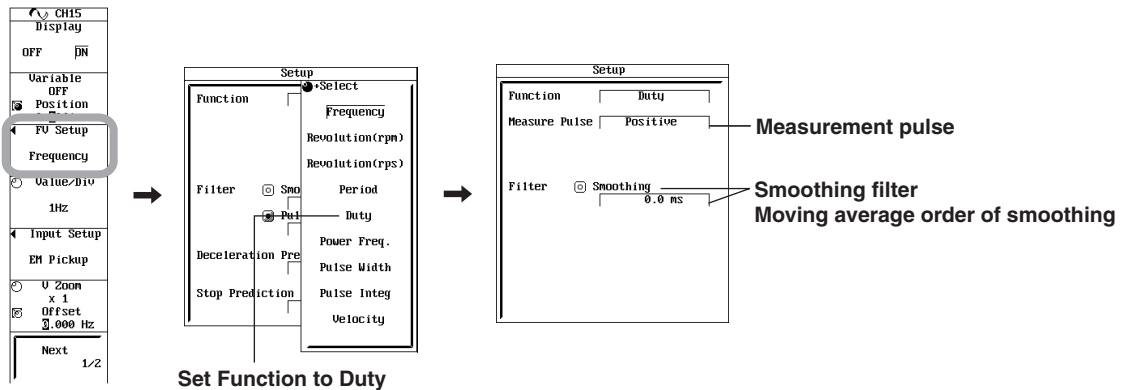 CH15
Display
OFF ON
Variable
OFF
Position
FV Setup
Frequency
Value/Div
1Hz
Input Setup
EM Pickup
V Zoom
x 1
Offset
0.000 Hz
Next
1/2
Setup
Function
Filter
Smo
Pul
Deceleration Pre
Stop Prediction
Select
Frequency
Revolution(rpm)
Revolution(rps)
Period
Duty
Power Freq.
Pulse Width
Pulse Integ
Velocity
Set Function to Duty
Setup
Function Duty
Measure Pulse Positive
Filter Smoothing
0.0 ms
Measurement pulse
Smoothing filter
Moving average order of smoothing